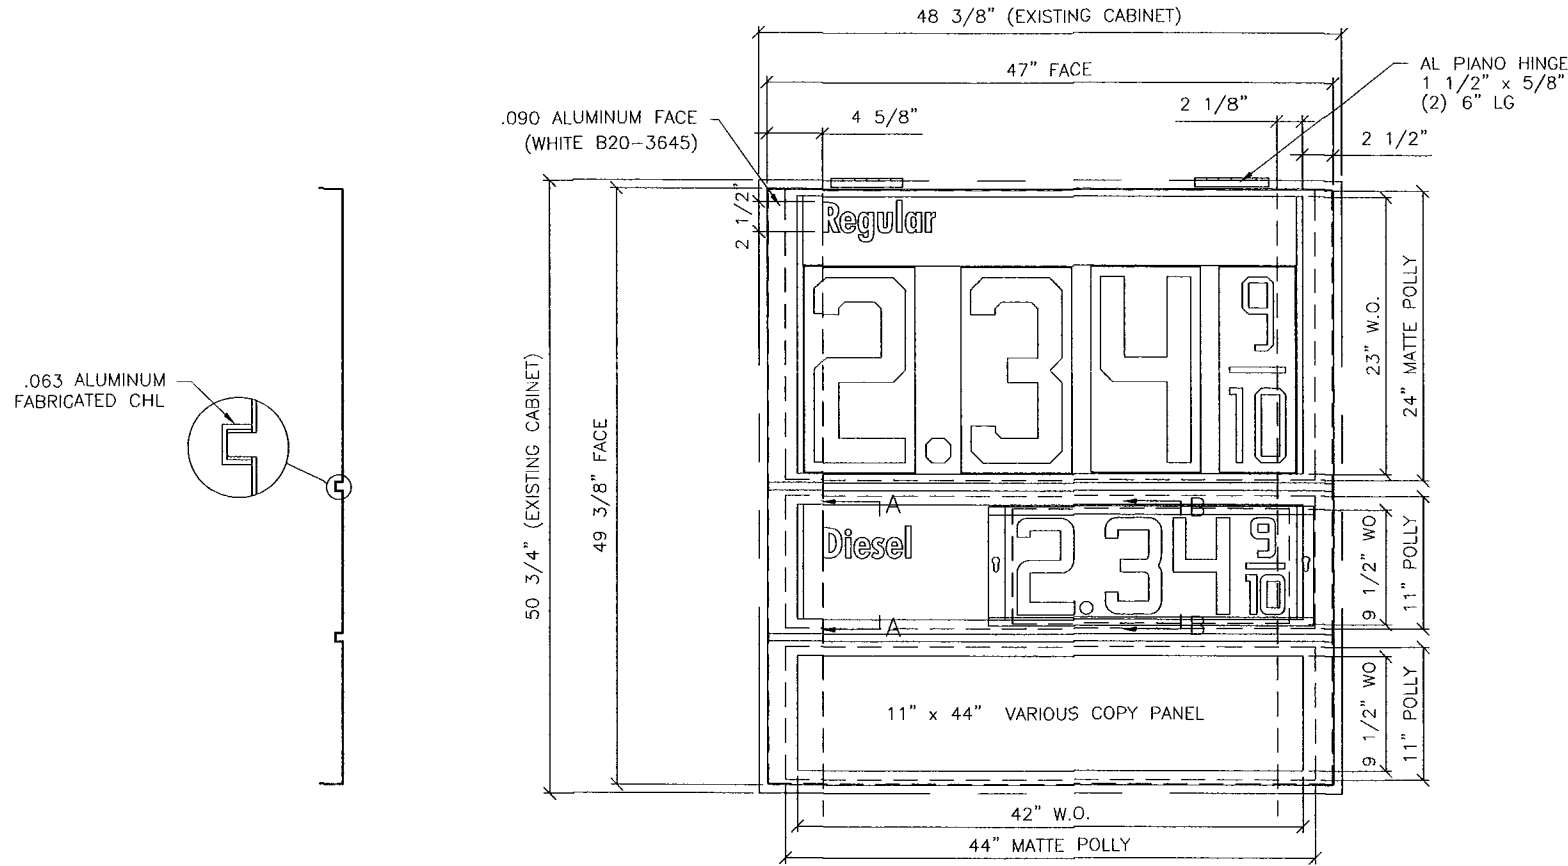 48 3/8" (EXISTING CABINET)
47" FACE
AL PIANO HINGE
1 1/2" x 5/8"
(2) 6" LG
.090 ALUMINUM FACE
(WHITE B20-3645)
4 5/8"
2 1/8"
2 1/2"
2 1/2"
Regular
2.34 9/10
23" W.O.
24" MATTE POLLY
.063 ALUMINUM
FABRICATED CHL
50 3/4" (EXISTING CABINET)
49 3/8" FACE
A
B
Diesel
2.34 9/10
9 1/2" WO
11" POLLY
A
B
11" x 44" VARIOUS COPY PANEL
9 1/2" WO
11" POLLY
42" W.O.
44" MATTE POLLY